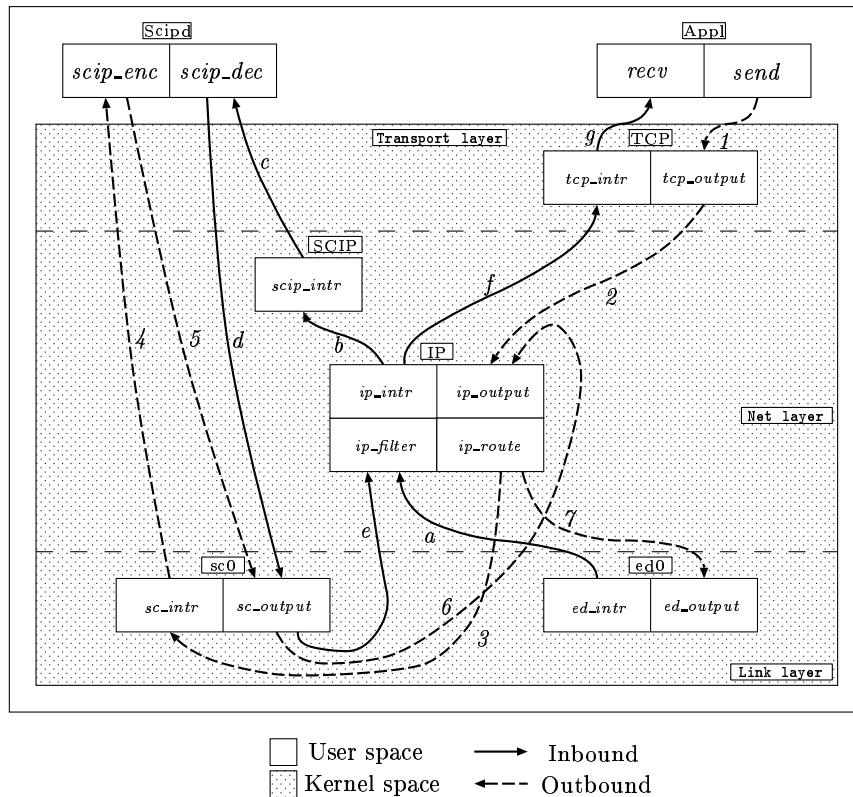 Scipd
Appl
scip_enc
scip_dec
recv
send
Transport layer
g
TCP
1
c
tcp_intr
tcp_output
SCIP
scip_intr
f
2
4
5
d
b
IP
ip_intr
ip_output
ip_filter
ip_route
Net layer
e
a
7
sc0
ed0
sc_intr
sc_output
6
ed_intr
ed_output
3
Link layer
User space
Inbound
Kernel space
Outbound